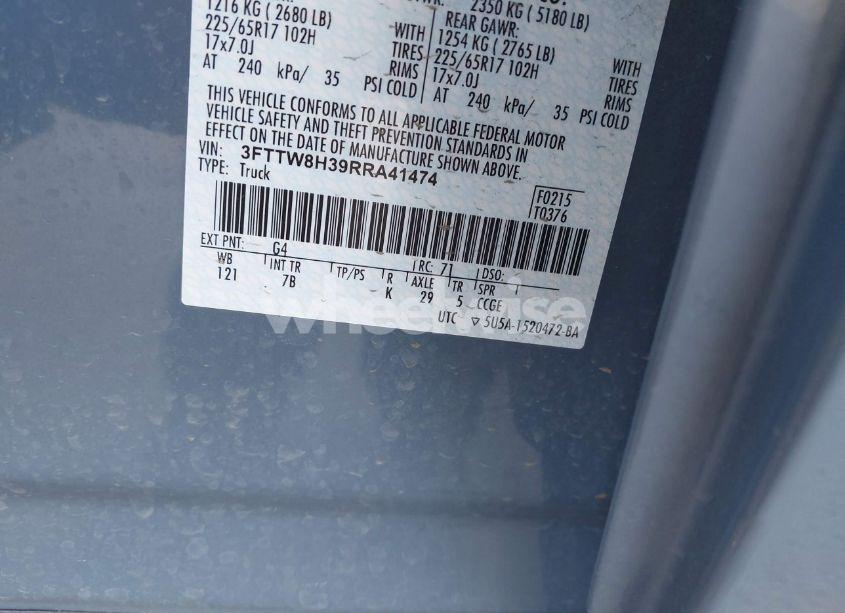 1216 KG ( 2680 LB) WITH
225/65R17 102H TIRES
17x7.0J RIMS
AT 240 kPa/ 35 PSI COLD
2350 KG ( 5180 LB)
REAR GAWR:
1254 KG ( 2765 LB) WITH
225/65R17 102H TIRES
17x7.0J RIMS
AT 240 kPa/ 35 PSI COLD
THIS VEHICLE CONFORMS TO ALL APPLICABLE FEDERAL MOTOR
VEHICLE SAFETY AND THEFT PREVENTION STANDARDS IN
EFFECT ON THE DATE OF MANUFACTURE SHOWN ABOVE.
VIN: 3FTTW8H39RRA41474
TYPE: Truck
F0215
T0376
EXT PNT: G4 RC: 71 DSO:
WB INT TR TP/PS R AXLE TR SPR
121 7B K 29 5 CCGE
UTC 5U5A-1520472-BA
wheelwise